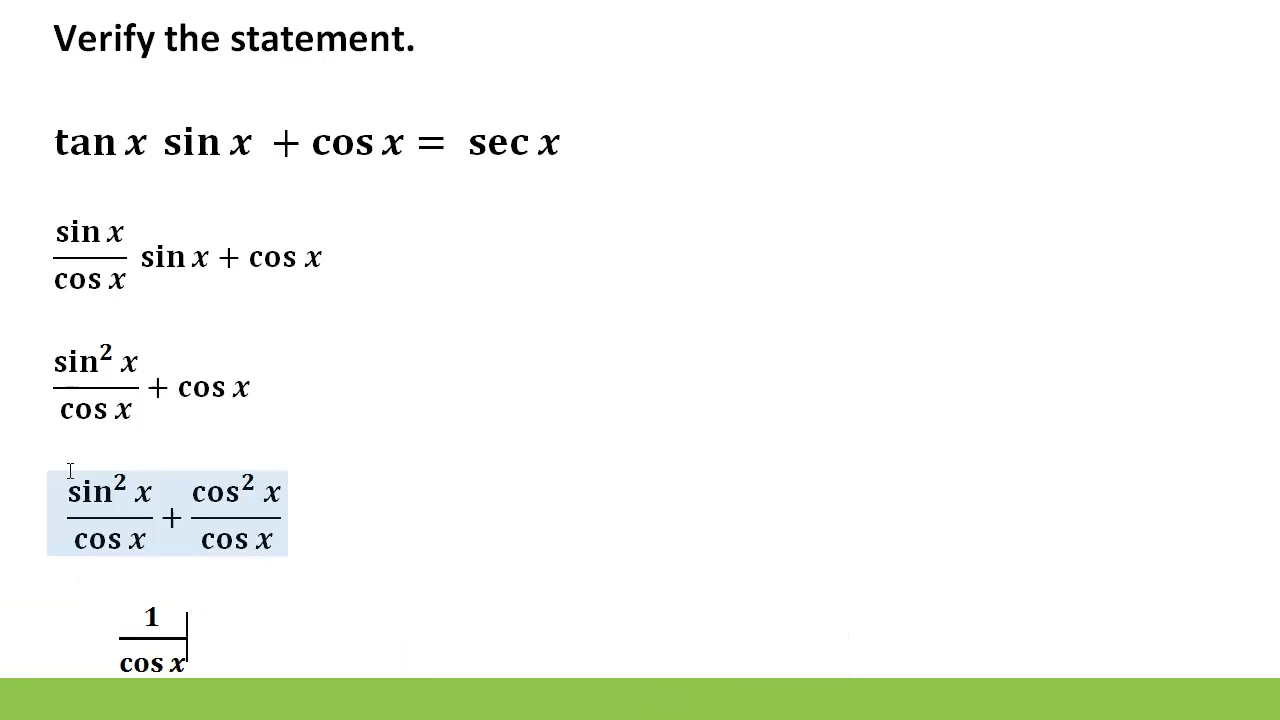 Verify the statement.
tan x sin x + cos x = sec x
sin x / cos x sin x + cos x
sin² x / cos x + cos x
sin² x / cos x + cos² x / cos x
1 / cos x